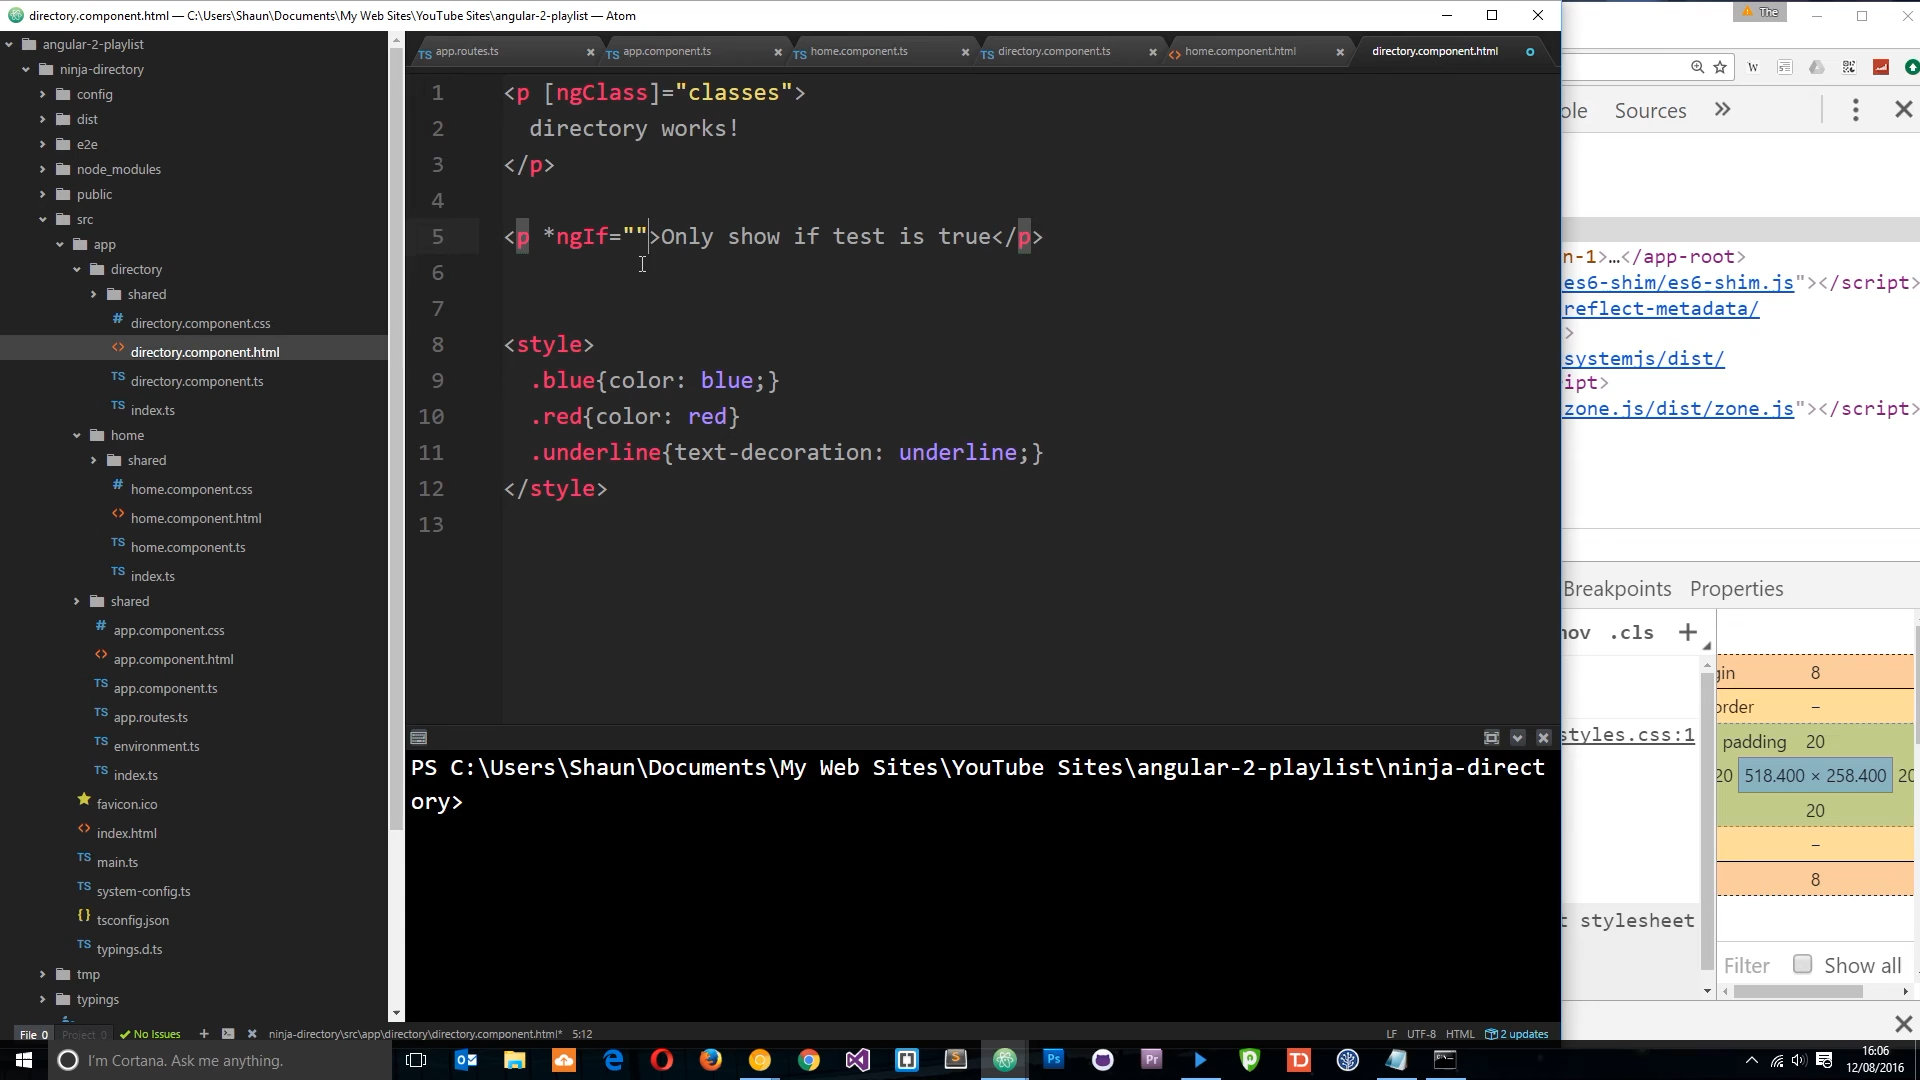 directory.component.html — C:\Users\Shaun\Documents\My Web Sites\YouTube Sites\angular-2-playlist — Atom
The
angular-2-playlist
ninja-directory
config
dist
e2e
node_modules
public
src
app
directory
shared
directory.component.css
directory.component.html
directory.component.ts
index.ts
home
shared
home.component.css
home.component.html
home.component.ts
index.ts
shared
app.component.css
app.component.html
app.component.ts
app.routes.ts
environment.ts
index.ts
favicon.ico
index.html
main.ts
system-config.ts
tsconfig.json
typings.d.ts
tmp
typings
app.routes.ts
app.component.ts
home.component.ts
directory.component.ts
home.component.html
directory.component.html
1 <p [ngClass]="classes">
2 directory works!
3 </p>
4
5 <p *ngIf="">Only show if test is true</p>
6
7
8 <style>
9 .blue{color: blue;}
10 .red{color: red}
11 .underline{text-decoration: underline;}
12 </style>
13
PS C:\Users\Shaun\Documents\My Web Sites\YouTube Sites\angular-2-playlist\ninja-direct
ory>
ole Sources
n-1>…</app-root>
es6-shim/es6-shim.js"></script>
reflect-metadata/
>
systemjs/dist/
ipt>
zone.js/dist/zone.js"></script>
Breakpoints Properties
hov .cls +
styles.css:1
t stylesheet
gin 8
order –
padding 20
20 518.400 × 258.400 20
20
–
8
Filter Show all
File 0 Project 0 No Issues ninja-directory\src\app\directory\directory.component.html* 5:12
LF UTF-8 HTML 2 updates
I'm Cortana. Ask me anything.
16:06
12/08/2016